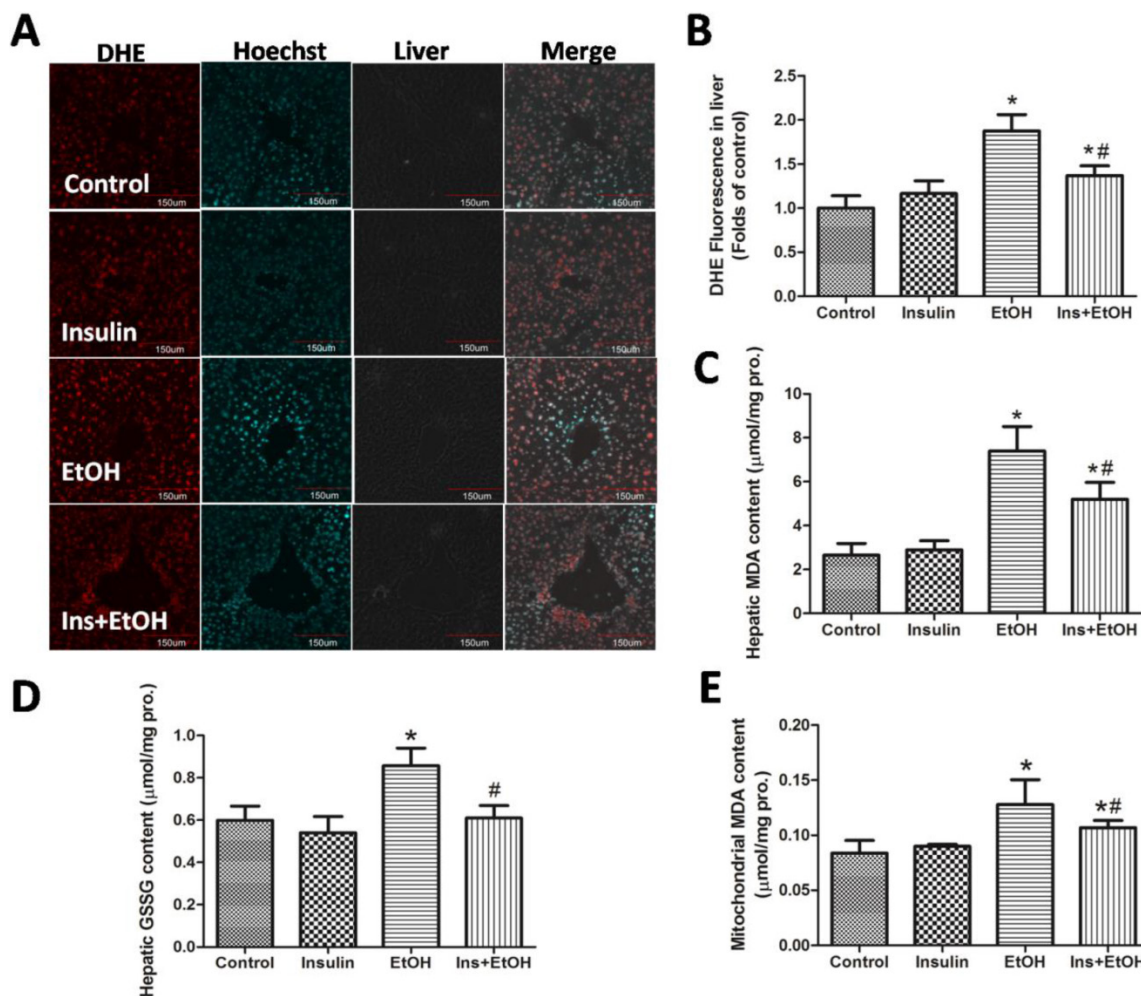 A
DHE Hoechst Liver Merge
Control
150um 150um 150um 150um
Insulin
150um 150um 150um 150um
EtOH
150um 150um 150um 150um
Ins+EtOH
150um 150um 150um 150um
B
DHE Fluorescence in liver
(Folds of control)
2.5
2.0
1.5
1.0
0.5
0.0
*
*#
Control Insulin EtOH Ins+EtOH
C
Hepatic MDA content (μmol/mg pro.)
10
8
6
4
2
0
*
*#
Control Insulin EtOH Ins+EtOH
D
Hepatic GSSG content (μmol/mg pro.)
1.0
0.8
0.6
0.4
0.2
0.0
*
#
Control Insulin EtOH Ins+EtOH
E
Mitochondrial MDA content
(μmol/mg pro.)
0.20
0.15
0.10
0.05
0.00
*
*#
Control Insulin EtOH Ins+EtOH